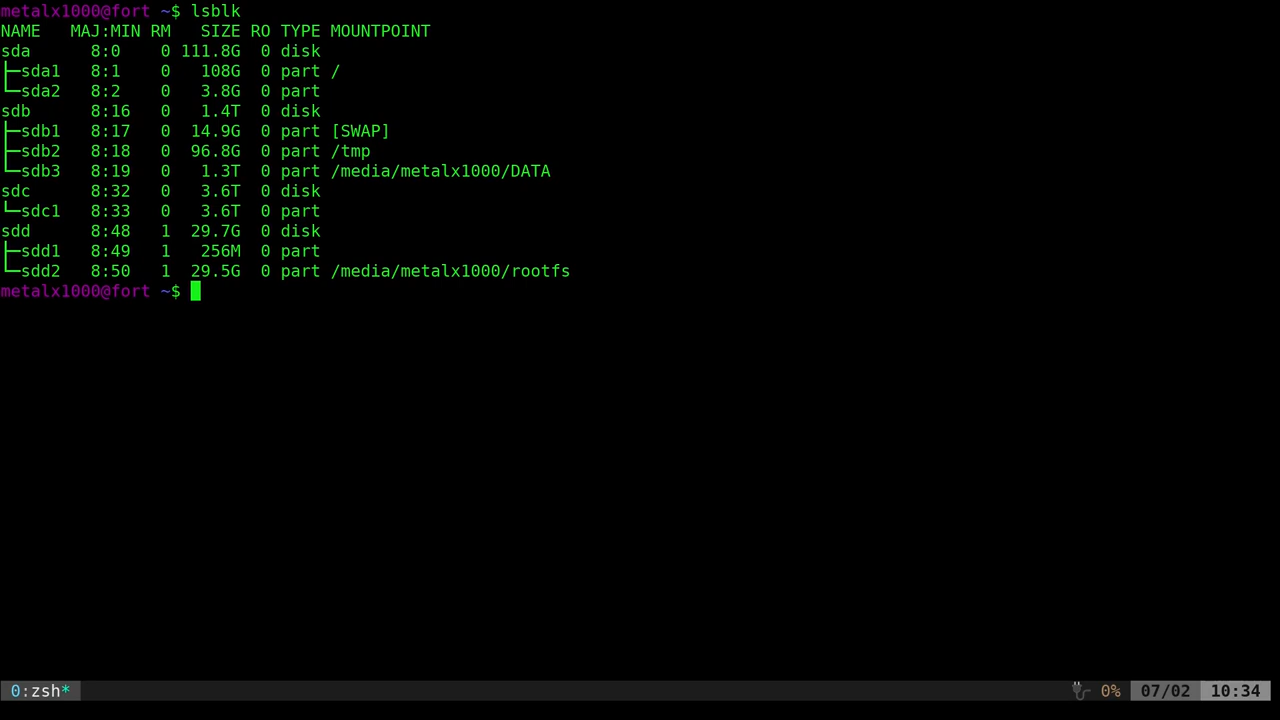 metalx1000@fort ~$ lsblk
NAME   MAJ:MIN RM   SIZE RO TYPE MOUNTPOINT
sda      8:0    0 111.8G  0 disk
├─sda1   8:1    0   108G  0 part /
└─sda2   8:2    0   3.8G  0 part
sdb      8:16   0   1.4T  0 disk
├─sdb1   8:17   0  14.9G  0 part [SWAP]
├─sdb2   8:18   0  96.8G  0 part /tmp
└─sdb3   8:19   0   1.3T  0 part /media/metalx1000/DATA
sdc      8:32   0   3.6T  0 disk
└─sdc1   8:33   0   3.6T  0 part
sdd      8:48   1  29.7G  0 disk
├─sdd1   8:49   1   256M  0 part
└─sdd2   8:50   1  29.5G  0 part /media/metalx1000/rootfs
metalx1000@fort ~$
0:zsh* 0% 07/02 10:34